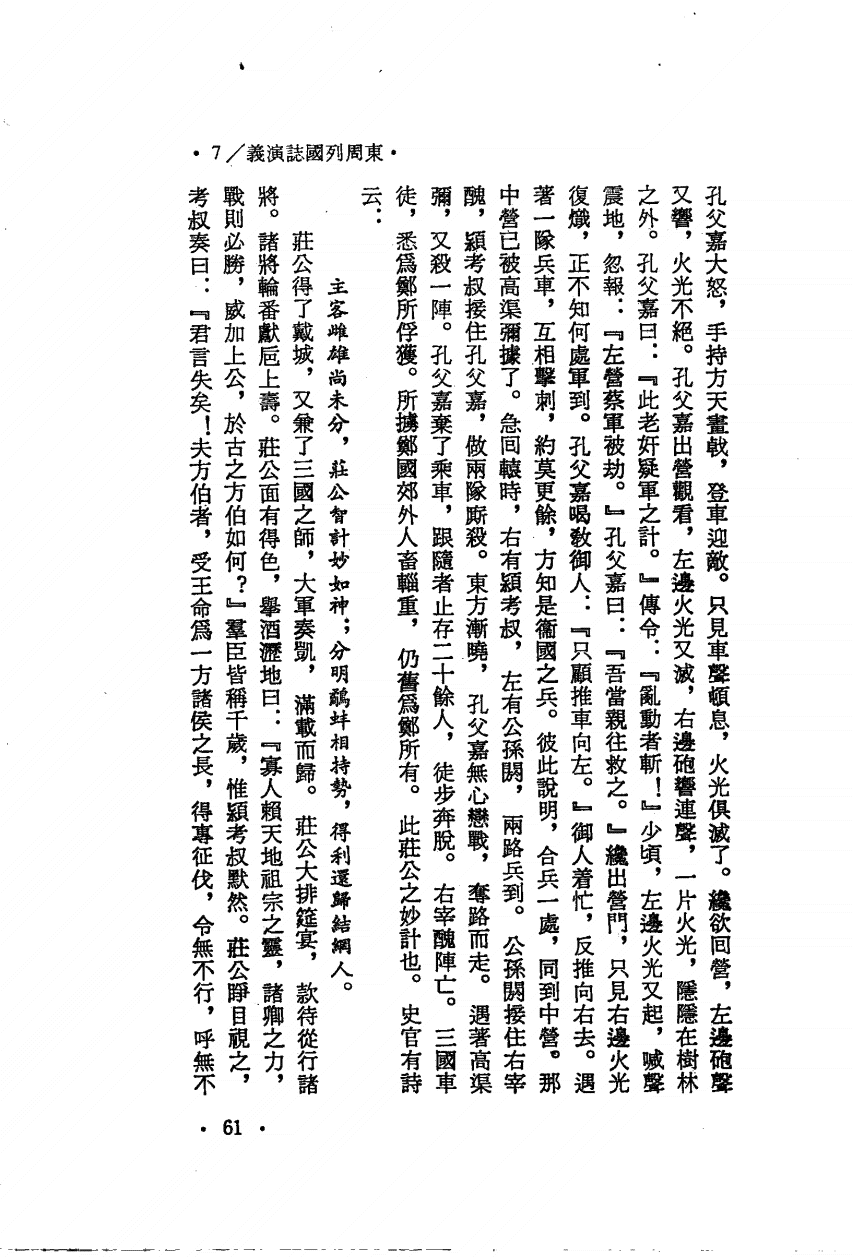 •東周列國誌演義／7•
孔父嘉大怒，手持方天畫戟，登車迎敵。只見車聲頓息，火光俱滅了。纔欲回營，左邊砲聲
又響，火光不絕。孔父嘉出營觀看，左邊火光又滅，右邊砲響連聲，一片火光，隱隱在樹林
之外。孔父嘉曰：『此老奸疑軍之計。』傳令：『亂動者斬！』少頃，左邊火光又起，喊聲
震地，忽報：『左營蔡軍被劫。』孔父嘉曰：『吾當親往救之。』纔出營門，只見右邊火光
復熾，正不知何處軍到。孔父嘉喝教御人：『只顧推車向左。』御人着忙，反推向右去。遇
著一隊兵車，互相擊刺，約莫更餘，方知是衞國之兵。彼此說明，合兵一處，同到中營。那
中營已被高渠彌據了。急回轅時，右有潁考叔，左有公孫閼，兩路兵到。公孫閼接住右宰
醜，潁考叔接住孔父嘉，做兩隊廝殺。東方漸曉，孔父嘉無心戀戰，奪路而走。遇著高渠
彌，又殺一陣。孔父嘉棄了乘車，跟隨者止存二十餘人，徒步奔脫。右宰醜陣亡。三國車
徒，悉爲鄭所俘獲。所擄鄭國郊外人畜輜重，仍舊爲鄭所有。此莊公之妙計也。史官有詩
云：
主客雌雄尚未分，莊公智計妙如神；分明鷸蚌相持勢，得利還歸結網人。
莊公得了戴城，又兼了三國之師，大軍奏凱，滿載而歸。莊公大排筵宴，款待從行諸
將。諸將輪番獻卮上壽。莊公面有得色，舉酒瀝地曰：『寡人賴天地祖宗之靈，諸卿之力，
戰則必勝，威加上公，於古之方伯如何？』羣臣皆稱千歲，惟潁考叔默然。莊公睜目視之，
考叔奏曰：『君言失矣！夫方伯者，受王命爲一方諸侯之長，得專征伐，令無不行，呼無不
•61•